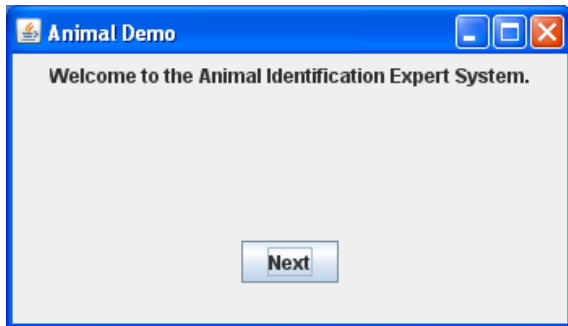 Animal Demo
Welcome to the Animal Identification Expert System.
Next